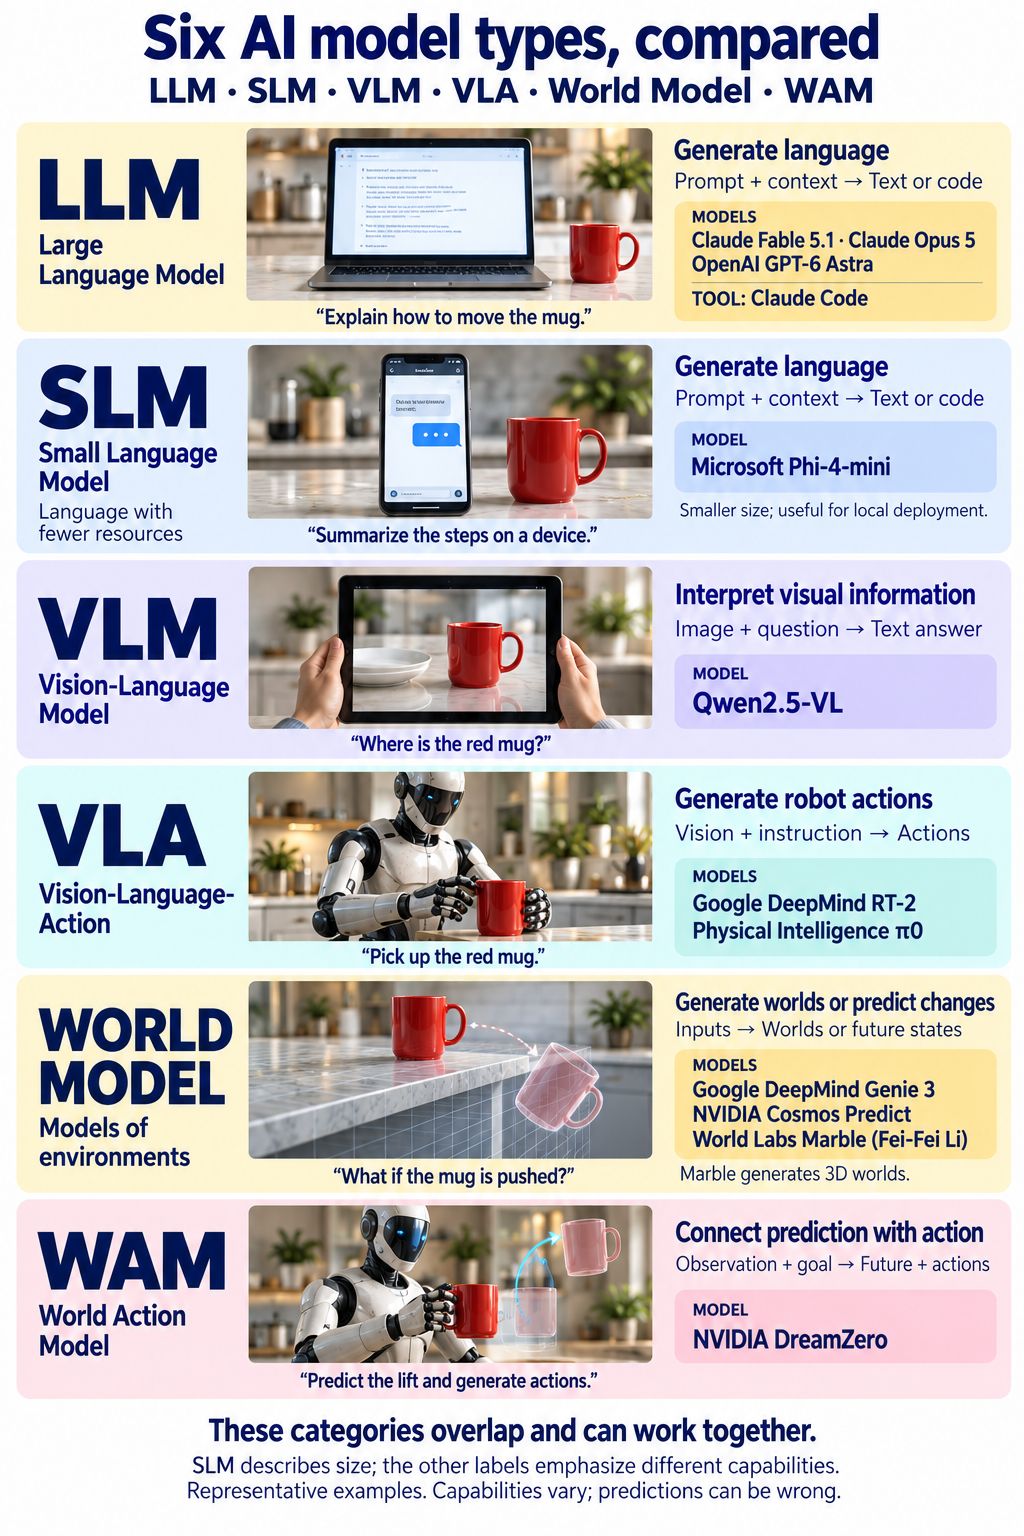 Six AI model types, compared
LLM · SLM · VLM · VLA · World Model · WAM
LLM
Large
Language Model
“Explain how to move the mug.”
Generate language
Prompt + context → Text or code
MODELS
Claude Fable 5.1 · Claude Opus 5
OpenAI GPT-6 Astra
TOOL: Claude Code
SLM
Small Language
Model
Language with
fewer resources
“Summarize the steps on a device.”
Generate language
Prompt + context → Text or code
MODEL
Microsoft Phi-4-mini
Smaller size; useful for local deployment.
VLM
Vision-Language
Model
“Where is the red mug?”
Interpret visual information
Image + question → Text answer
MODEL
Qwen2.5-VL
VLA
Vision-Language-
Action
“Pick up the red mug.”
Generate robot actions
Vision + instruction → Actions
MODELS
Google DeepMind RT-2
Physical Intelligence π0
WORLD
MODEL
Models of
environments
“What if the mug is pushed?”
Generate worlds or predict changes
Inputs → Worlds or future states
MODELS
Google DeepMind Genie 3
NVIDIA Cosmos Predict
World Labs Marble (Fei-Fei Li)
Marble generates 3D worlds.
WAM
World Action
Model
“Predict the lift and generate actions.”
Connect prediction with action
Observation + goal → Future + actions
MODEL
NVIDIA DreamZero
These categories overlap and can work together.
SLM describes size; the other labels emphasize different capabilities.
Representative examples. Capabilities vary; predictions can be wrong.